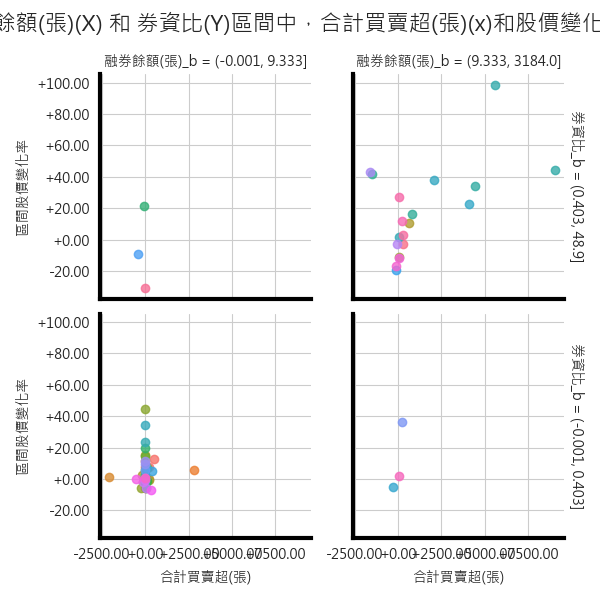 餘額(張)(X) 和 券資比(Y)區間中，合計買賣超(張)(x)和股價變化
融券餘額(張)_b = (-0.001, 9.333]
融券餘額(張)_b = (9.333, 3184.0]
+100.00
+80.00
+60.00
+40.00
+20.00
+0.00
-20.00
區間股價變化率
券資比_b = (0.403, 48.9]
+100.00
+80.00
+60.00
+40.00
+20.00
+0.00
-20.00
區間股價變化率
券資比_b = (-0.001, 0.403]
-2500.00 +0.00 +2500.00 +5000.00 +7500.00
-2500.00 +0.00 +2500.00 +5000.00 +7500.00
合計買賣超(張)
合計買賣超(張)